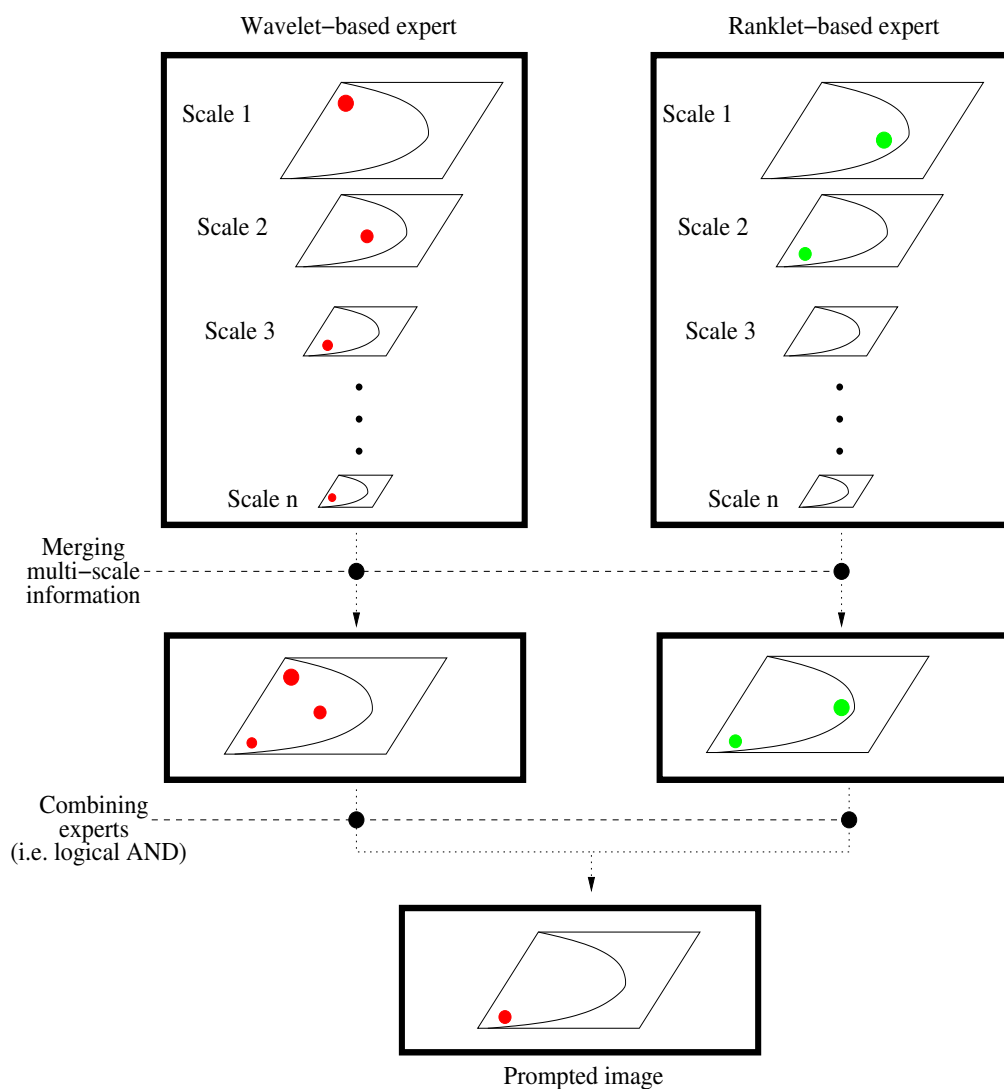 Wavelet−based expert
Ranklet−based expert
Scale 1
Scale 1
Scale 2
Scale 2
Scale 3
Scale 3
Scale n
Scale n
Merging
multi−scale
information
Combining
experts
(i.e. logical AND)
Prompted image